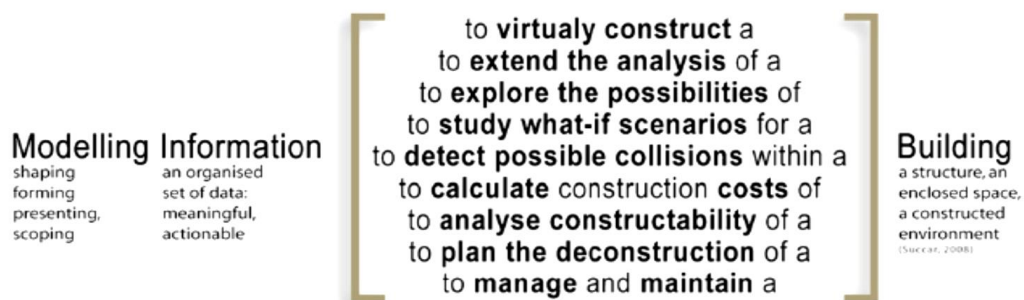 Modelling
shaping
forming
presenting,
scoping
Information
an organised
set of data:
meaningful,
actionable
to virtualy construct a
to extend the analysis of a
to explore the possibilities of
to study what-if scenarios for a
to detect possible collisions within a
to calculate construction costs of
to analyse constructability of a
to plan the deconstruction of a
to manage and maintain a
Building
a structure, an
enclosed space,
a constructed
environment
(Succar, 2008)